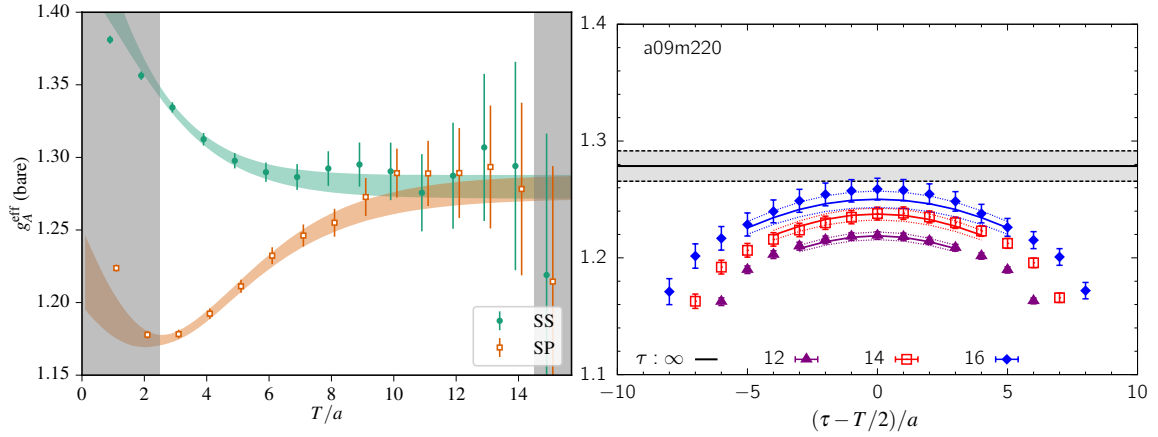 1.40
1.35
1.30
1.25
1.20
1.15
g_A^eff (bare)
0 2 4 6 8 10 12 14
T/a
SS
SP
a09m220
1.4
1.3
1.2
1.1
τ : ∞ 12 14 16
−10 −5 0 5 10
(τ − T/2)/a